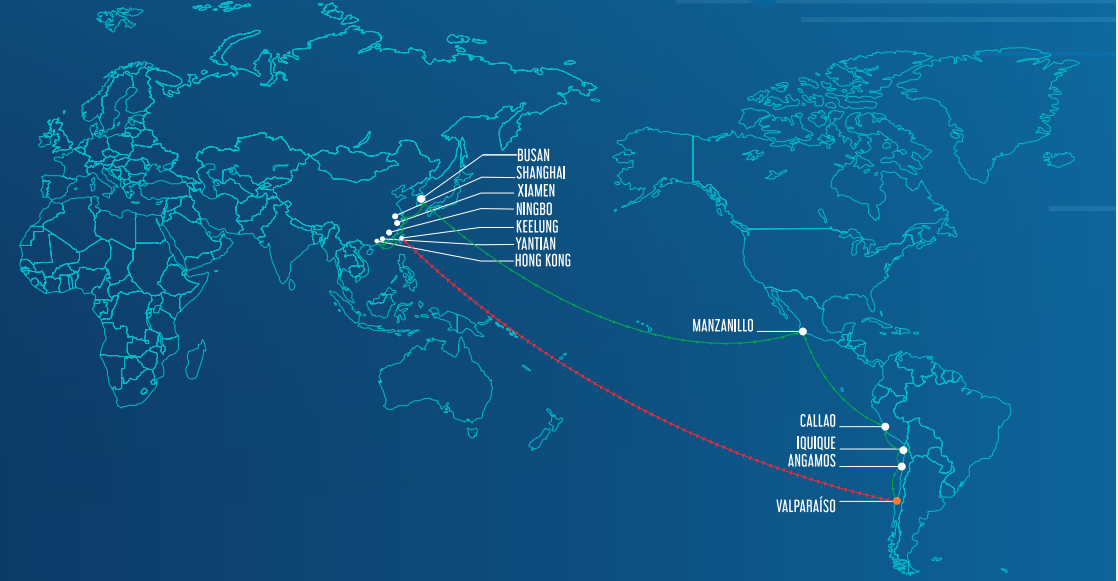 BUSAN
SHANGHAI
XIAMEN
NINGBO
KEELUNG
YANTIAN
HONG KONG
MANZANILLO
CALLAO
IQUIQUE
ANGAMOS
VALPARAÍSO